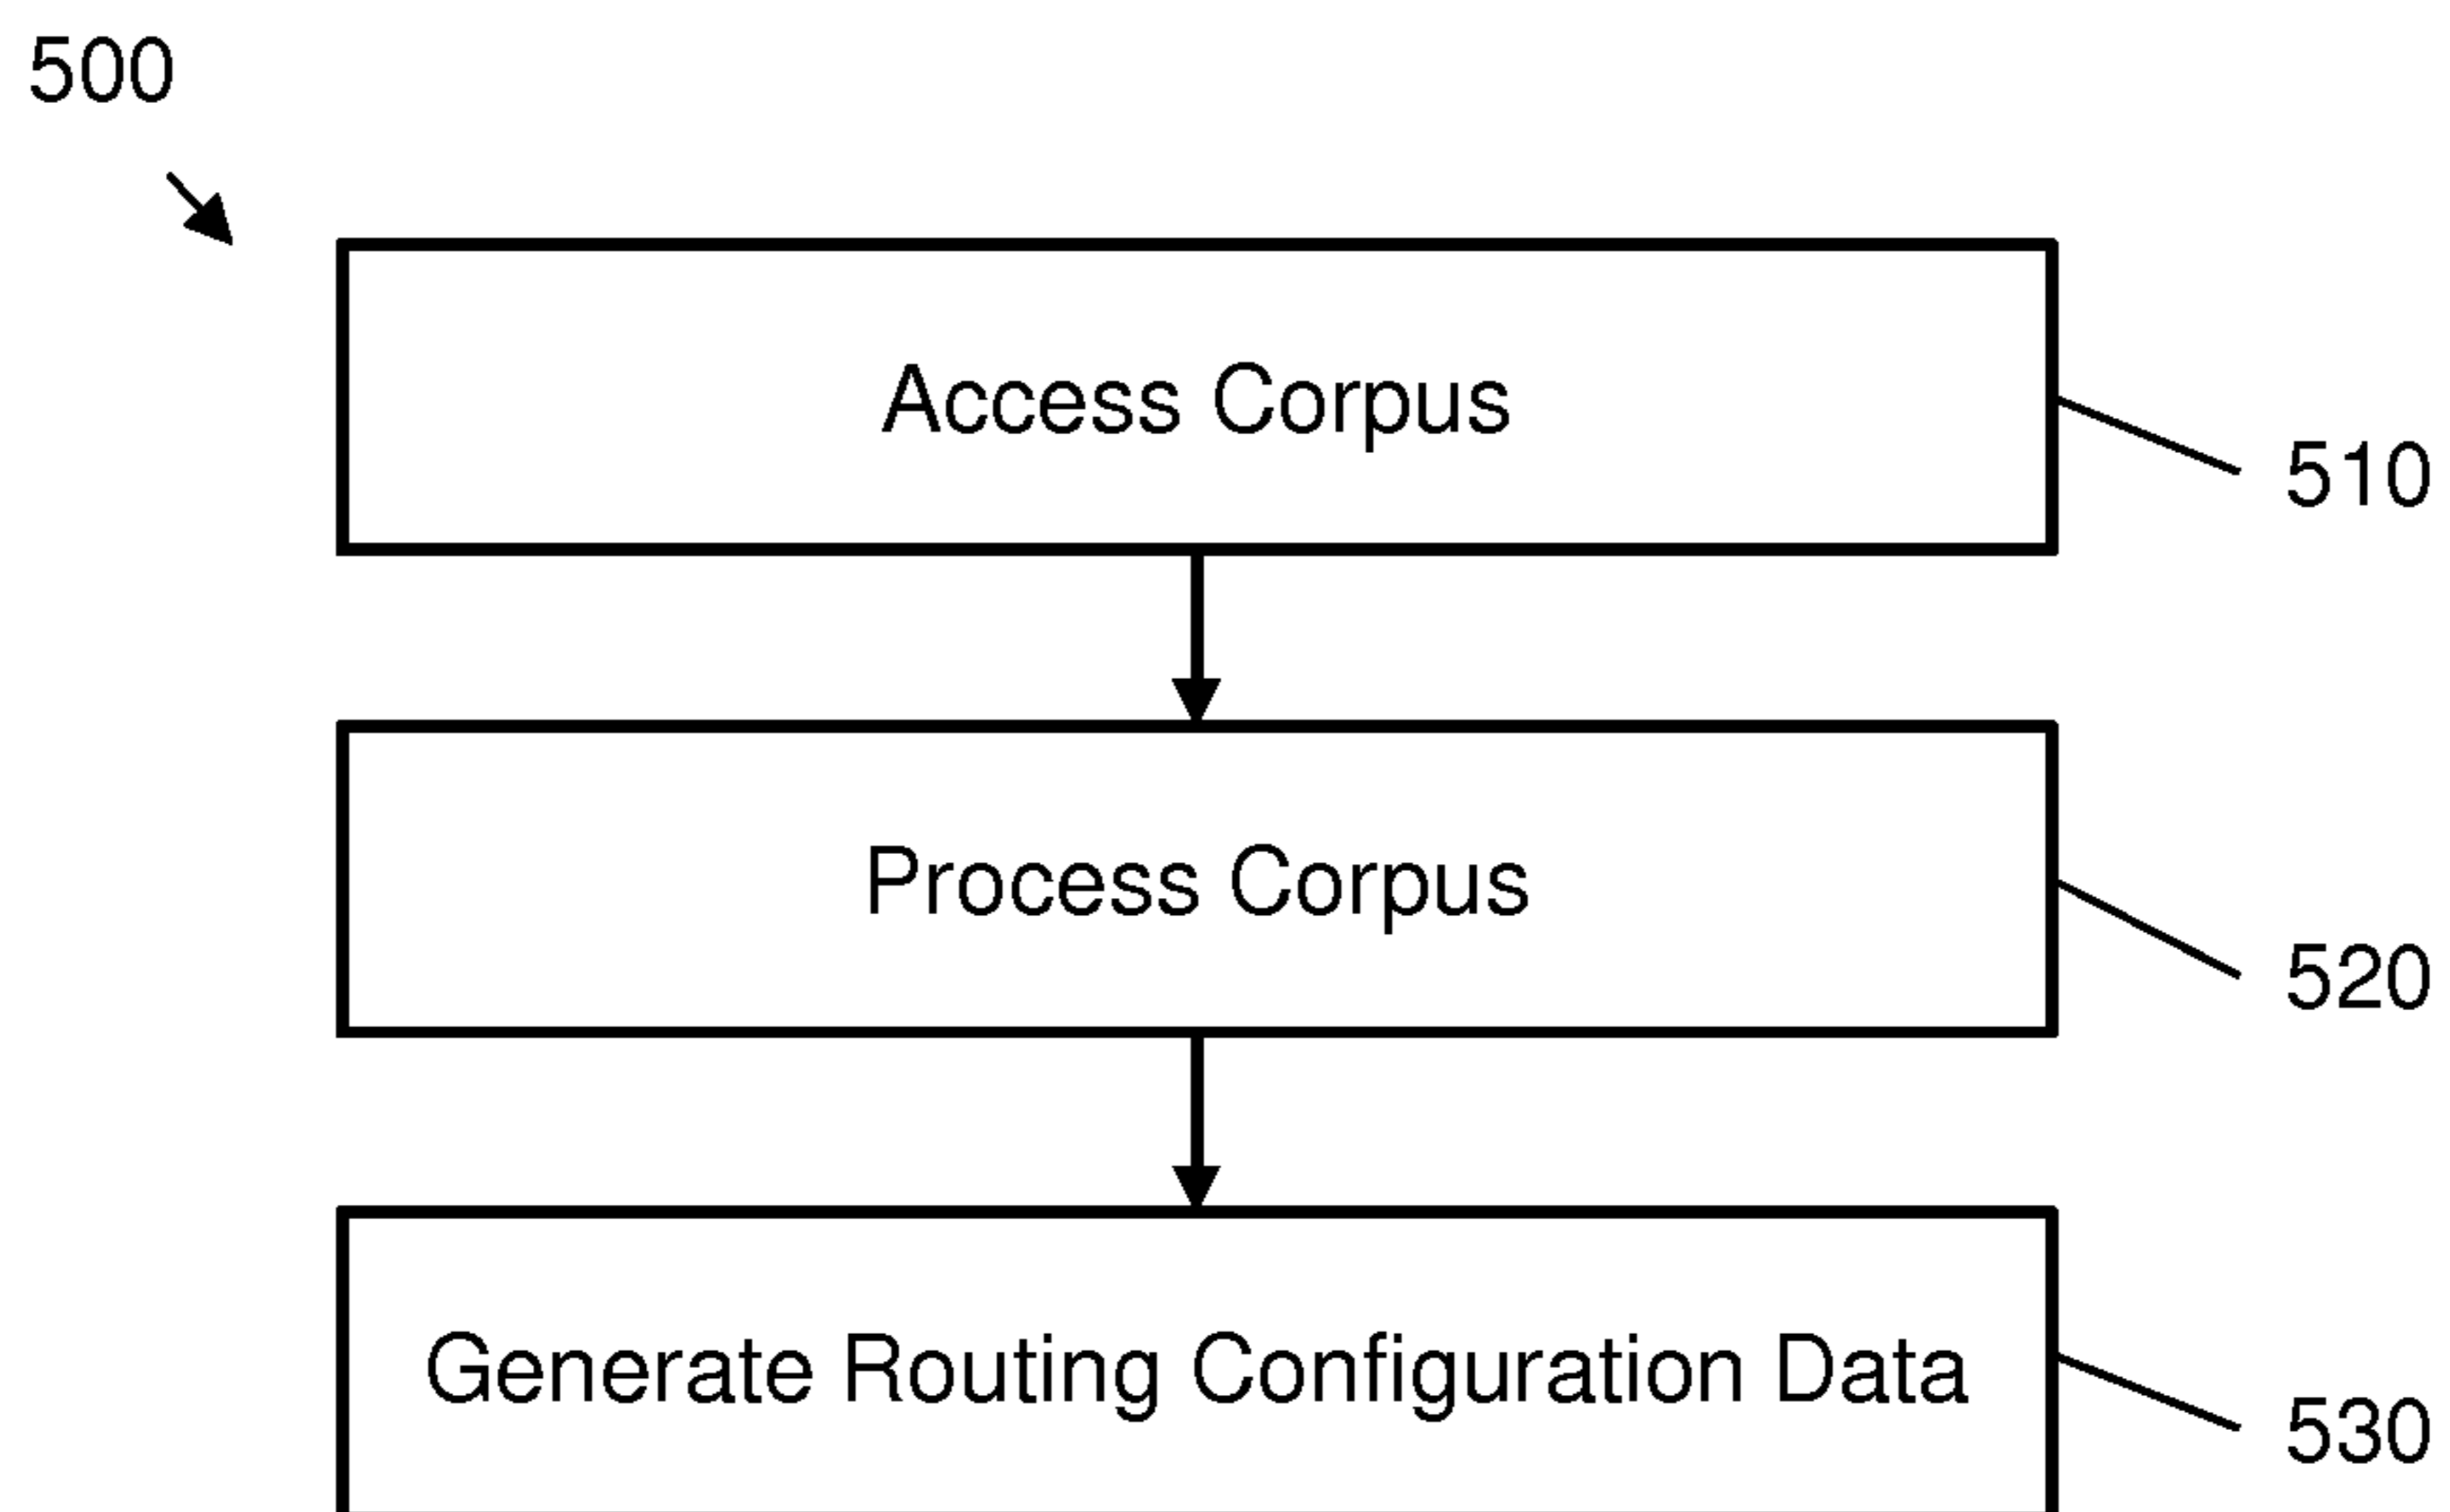 500
Access Corpus
510
Process Corpus
520
Generate Routing Configuration Data
530